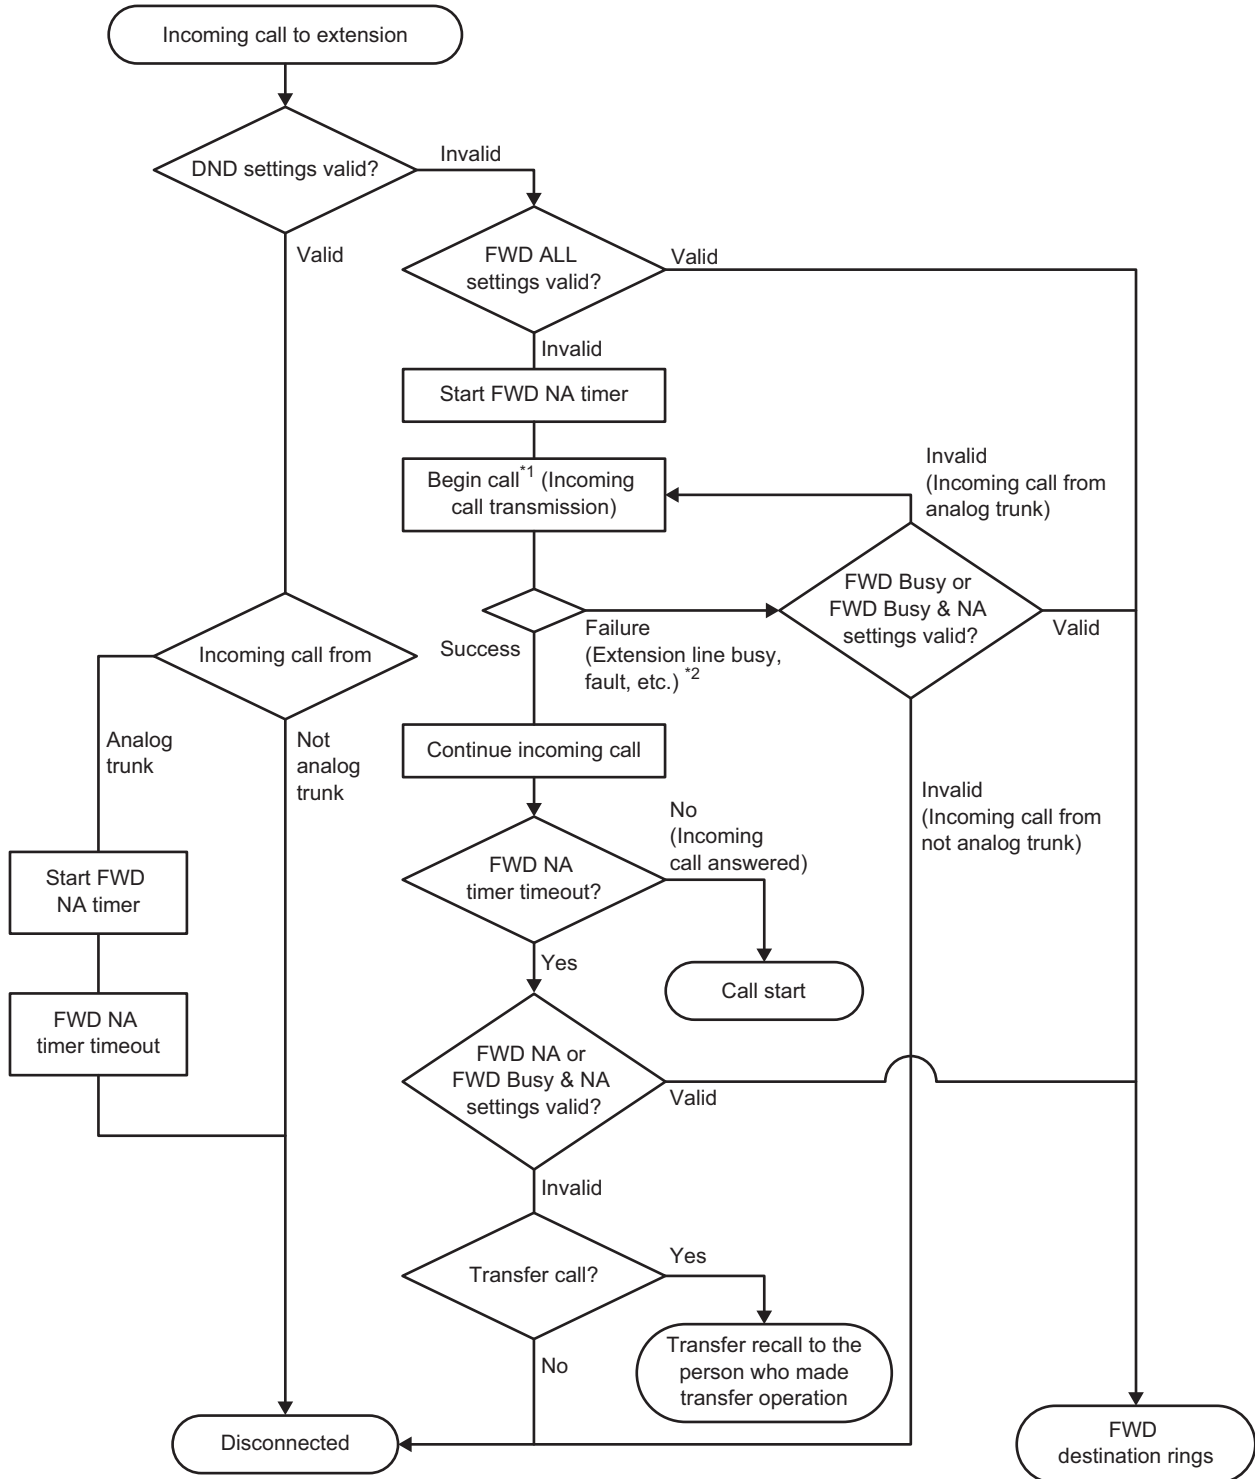 Incoming call to extension
DND settings valid?
Invalid
Valid
FWD ALL
settings valid?
Valid
Invalid
Start FWD NA timer
Begin call*1 (Incoming
call transmission)
Invalid
(Incoming call from
analog trunk)
FWD Busy or
FWD Busy & NA
settings valid?
Valid
Success
Failure
(Extension line busy,
fault, etc.) *2
Incoming call from
Analog
trunk
Not
analog
trunk
Continue incoming call
Invalid
(Incoming call from
not analog trunk)
No
(Incoming
call answered)
FWD NA
timer timeout?
Start FWD
NA timer
Yes
Call start
FWD NA
timer timeout
FWD NA or
FWD Busy & NA
settings valid?
Valid
Invalid
Transfer call?
Yes
Transfer recall to the
person who made
transfer operation
No
Disconnected
FWD
destination rings